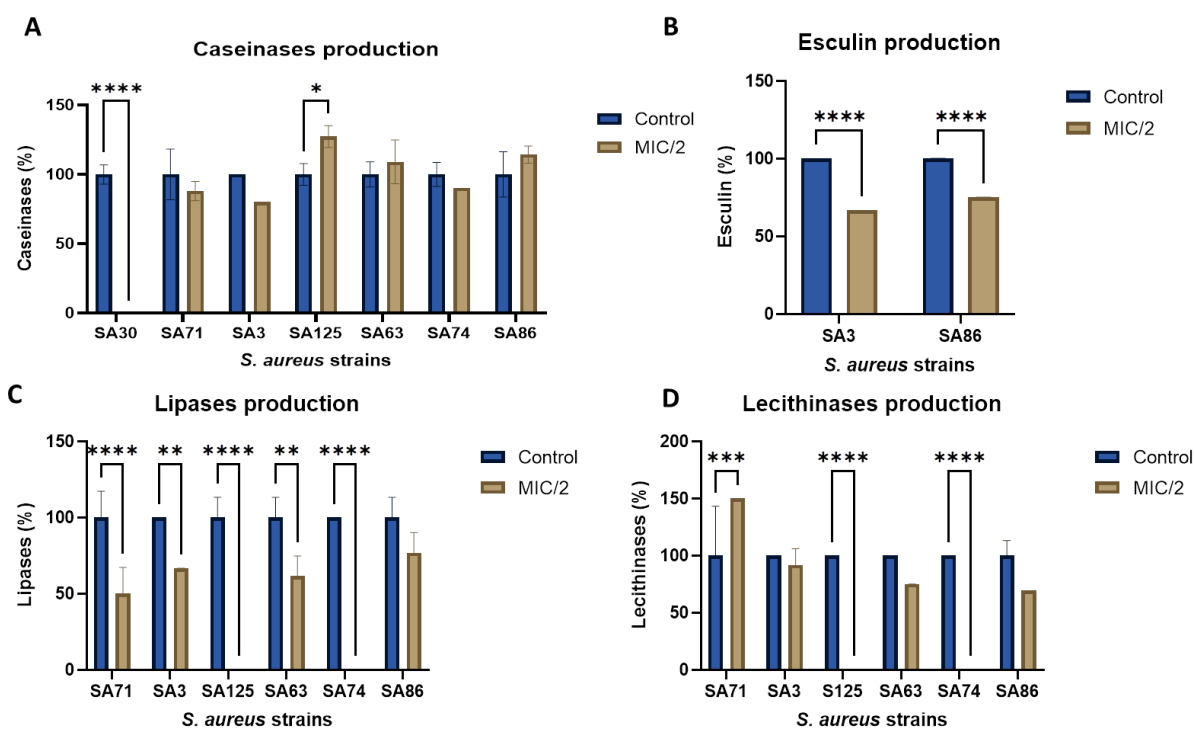 A
Caseinases production
****
*
Caseinases (%)
150
100
50
0
SA30 SA71 SA3 SA125 SA63 SA74 SA86
S. aureus strains
Control
MIC/2
B
Esculin production
****
****
Esculin (%)
150
100
50
0
SA3 SA86
S. aureus strains
Control
MIC/2
C
Lipases production
**** ** **** ** ****
Lipases (%)
150
100
50
0
SA71 SA3 SA125 SA63 SA74 SA86
S. aureus strains
Control
MIC/2
D
Lecithinases production
*** **** ****
Lecithinases (%)
200
150
100
50
0
SA71 SA3 S125 SA63 SA74 SA86
S. aureus strains
Control
MIC/2